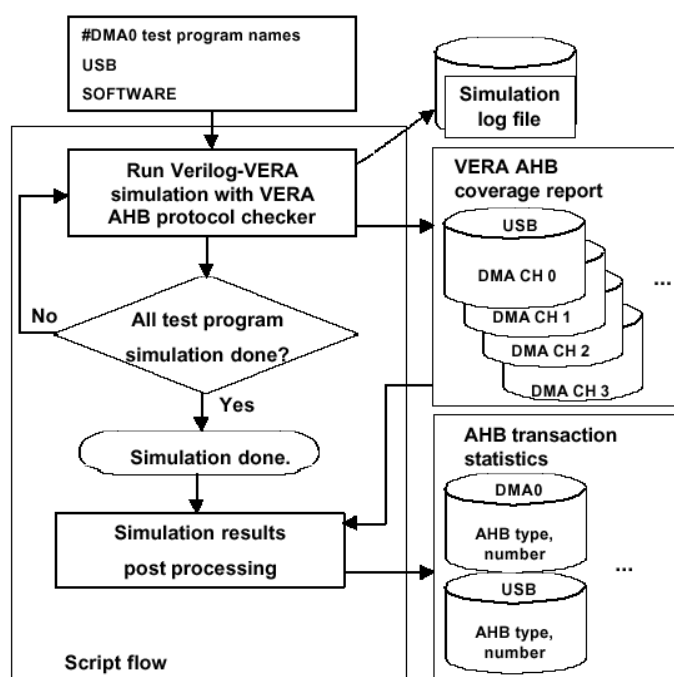 #DMA0 test program names
USB
SOFTWARE
Simulation
log file
Run Verilog-VERA
simulation with VERA
AHB protocol checker
VERA AHB
coverage report
USB
DMA CH 0
DMA CH 1
DMA CH 2
DMA CH 3
...
No
All test program
simulation done?
Yes
Simulation done.
Simulation results
post processing
AHB transaction
statistics
DMA0
AHB type,
number
...
USB
AHB type,
number
Script flow